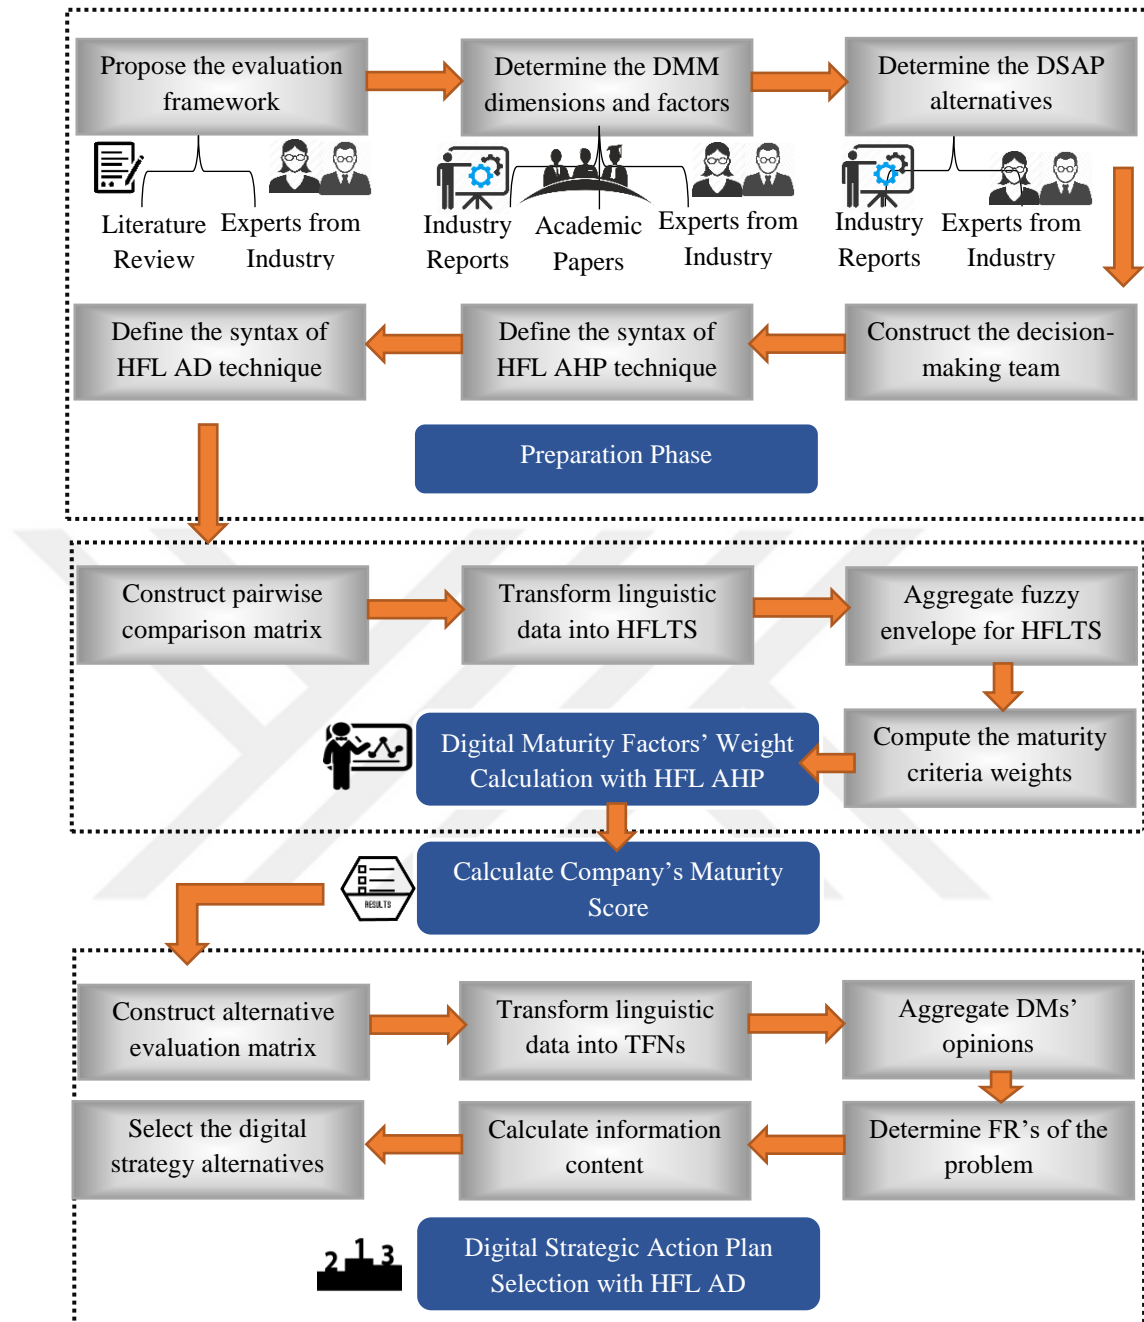 Propose the evaluation
framework
Determine the DMM
dimensions and factors
Determine the DSAP
alternatives
Literature
Review
Experts from
Industry
Industry
Reports
Academic
Papers
Experts from
Industry
Industry
Reports
Experts from
Industry
Define the syntax of
HFL AD technique
Define the syntax of
HFL AHP technique
Construct the decision-
making team
Preparation Phase
Construct pairwise
comparison matrix
Transform linguistic
data into HFLTS
Aggregate fuzzy
envelope for HFLTS
Digital Maturity Factors’ Weight
Calculation with HFL AHP
Compute the maturity
criteria weights
RESULTS
Calculate Company’s Maturity
Score
Construct alternative
evaluation matrix
Transform linguistic
data into TFNs
Aggregate DMs’
opinions
Select the digital
strategy alternatives
Calculate information
content
Determine FR’s of the
problem
2 1 3
Digital Strategic Action Plan
Selection with HFL AD